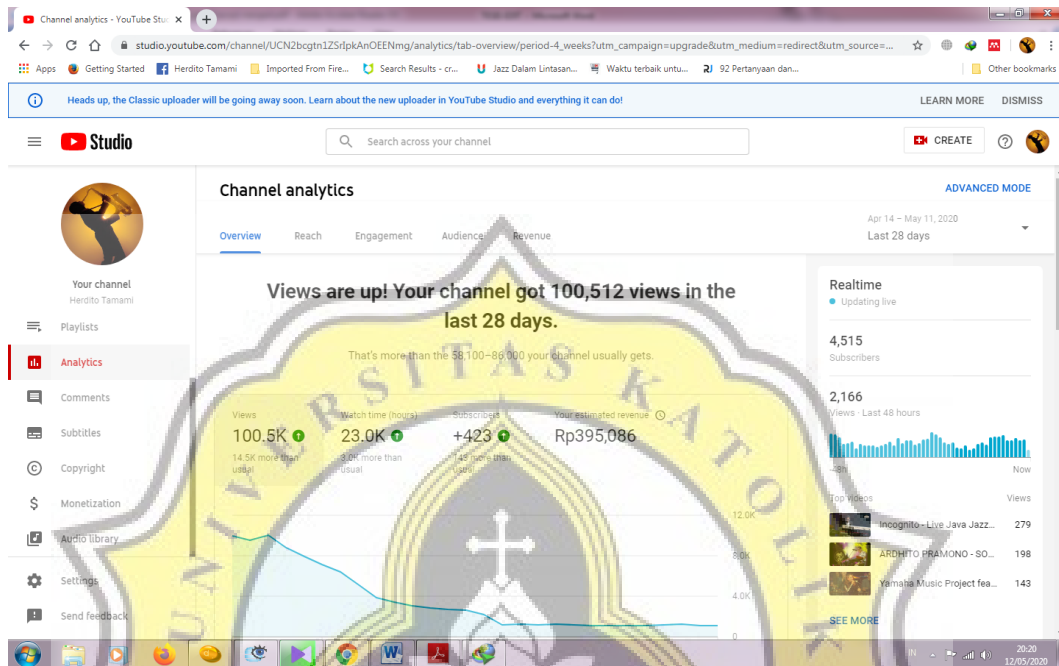 Channel analytics - YouTube Stu
studio.youtube.com/channel/UCN2bcgtn1ZSrIpkAnOEENmg/analytics/tab-overview/period-4_weeks?utm_campaign=upgrade&utm_medium=redirect&utm_source=...
Apps Getting Started Herdito Tamami Imported From Fire... Search Results - cr... Jazz Dalam Lintasan... Waktu terbaik untu... 92 Pertanyaan dan... Other bookmarks
Heads up, the Classic uploader will be going away soon. Learn about the new uploader in YouTube Studio and everything it can do! LEARN MORE DISMISS
Studio
Search across your channel
CREATE
Your channel
Herdito Tamami
Playlists
Analytics
Comments
Subtitles
Copyright
Monetization
Audio library
Settings
Send feedback
Channel analytics
ADVANCED MODE
Overview Reach Engagement Audience Revenue
Apr 14 – May 11, 2020
Last 28 days
Views are up! Your channel got 100,512 views in the
last 28 days.
That's more than the 58,100–86,000 your channel usually gets.
Views
100.5K
14.5K more than
usual
Watch time (hours)
23.0K
3.0K more than
usual
Subscribers
+423
143 more than
usual
Your estimated revenue
Rp395,086
12.0K
8.0K
4.0K
0
Realtime
Updating live
4,515
Subscribers
2,166
Views · Last 48 hours
-48h Now
Top videos Views
Incognito - Live Java Jazz... 279
ARDHITO PRAMONO - SO... 198
Yamaha Music Project fea... 143
SEE MORE
UNIVERSITAS KATOLIK
IN
20:20
12/05/2020